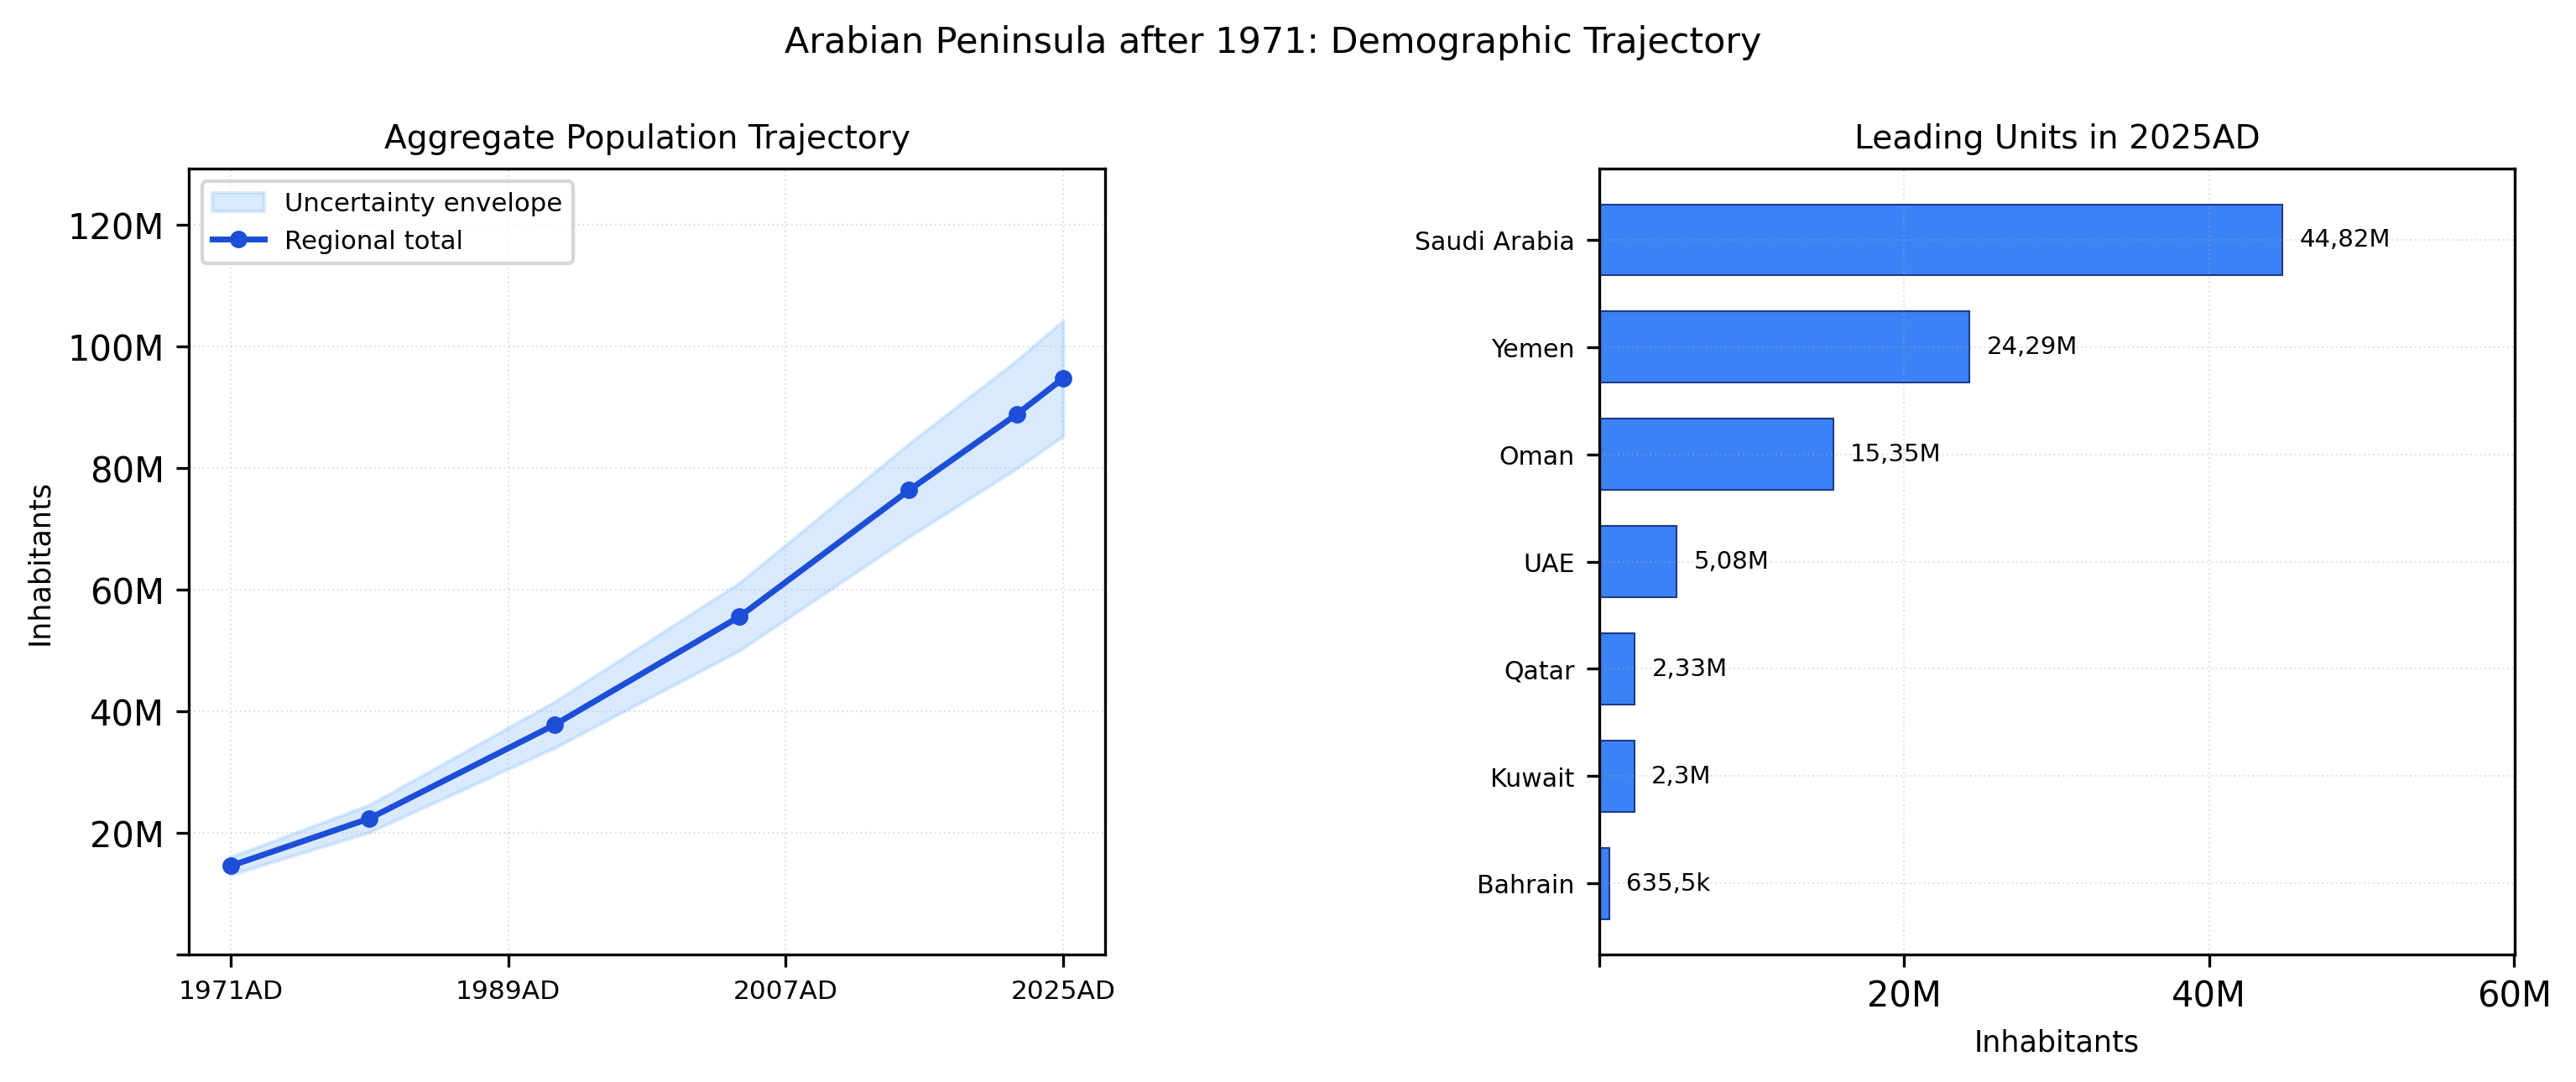 Arabian Peninsula after 1971: Demographic Trajectory
Aggregate Population Trajectory
Uncertainty envelope
Regional total
120M
100M
80M
60M
40M
20M
Inhabitants
1971AD
1989AD
2007AD
2025AD
Leading Units in 2025AD
Saudi Arabia 44,82M
Yemen 24,29M
Oman 15,35M
UAE 5,08M
Qatar 2,33M
Kuwait 2,3M
Bahrain 635,5k
20M
40M
60M
Inhabitants